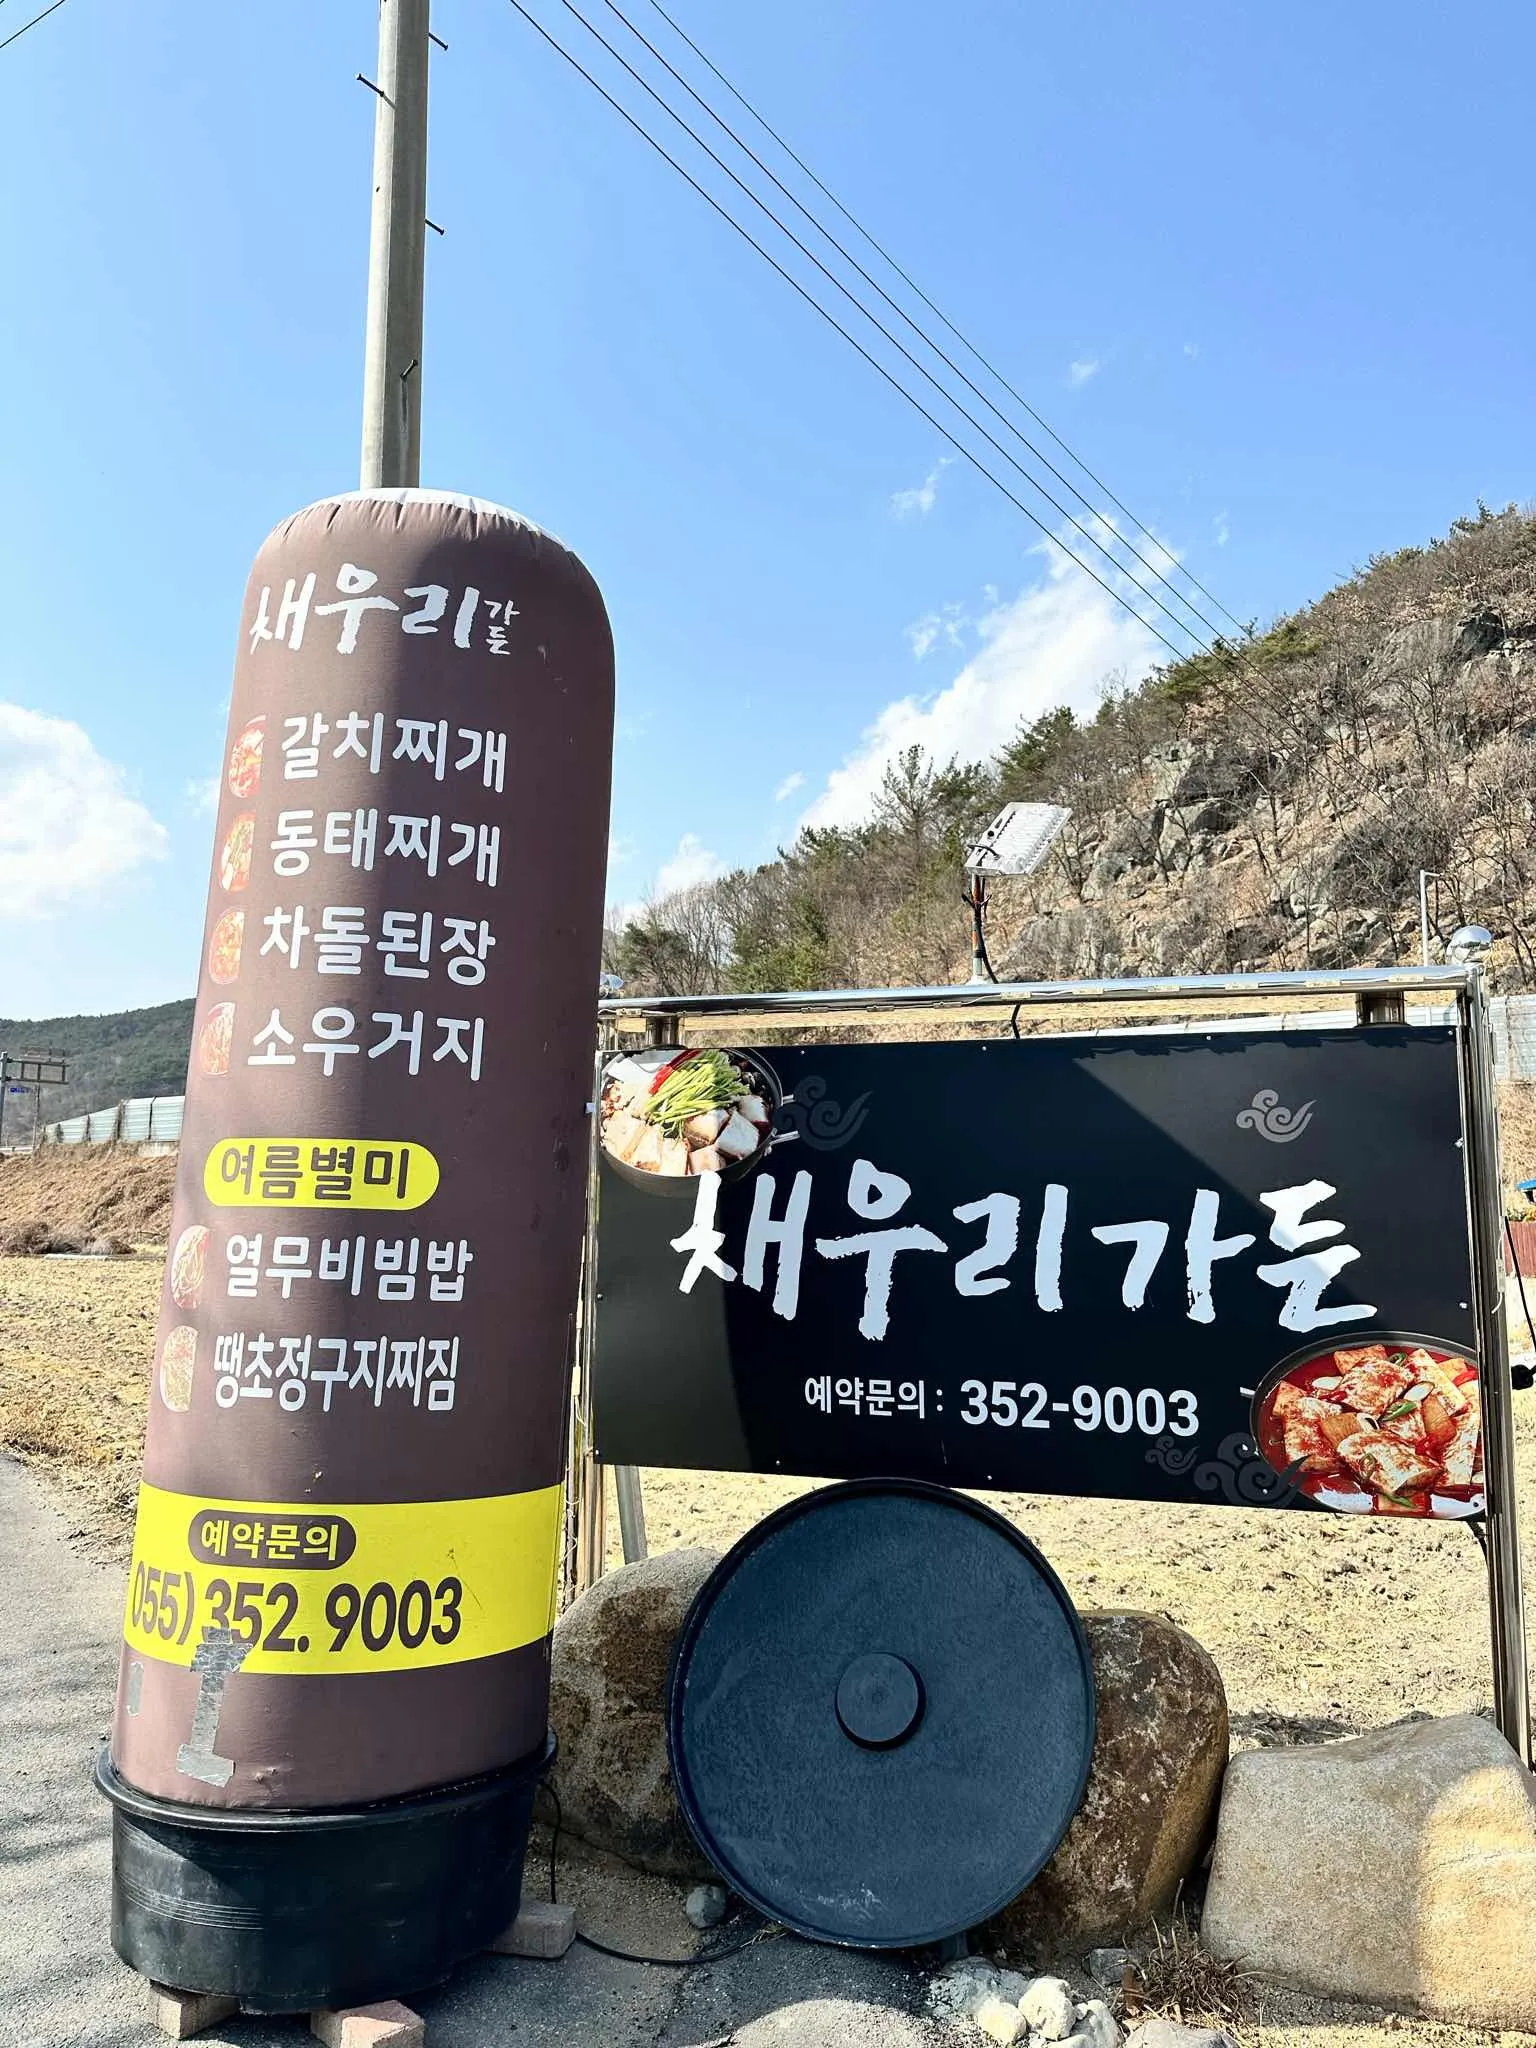 채우리가든
갈치찌개
동태찌개
차돌된장
소우거지
여름별미
열무비빔밥
땡초정구지찌짐
예약문의
055)352.9003
채우리가든
예약문의 : 352-9003